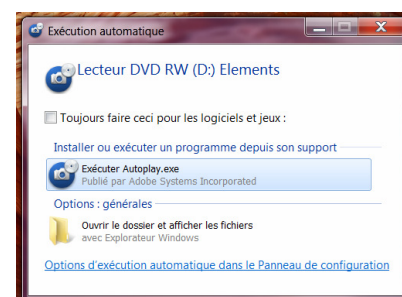 Exécution automatique
Lecteur DVD RW (D:) Elements
Toujours faire ceci pour les logiciels et jeux :
Installer ou exécuter un programme depuis son support
Exécuter Autoplay.exe
Publié par Adobe Systems Incorporated
Options : générales
Ouvrir le dossier et afficher les fichiers
avec Explorateur Windows
Options d'exécution automatique dans le Panneau de configuration